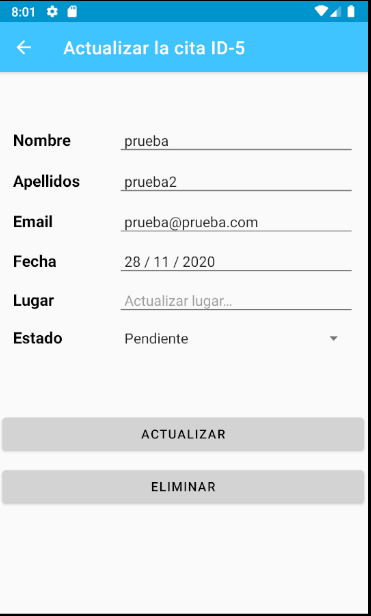 8:01
Actualizar la cita ID-5
Nombre prueba
Apellidos prueba2
Email prueba@prueba.com
Fecha 28 / 11 / 2020
Lugar Actualizar lugar...
Estado Pendiente
ACTUALIZAR
ELIMINAR